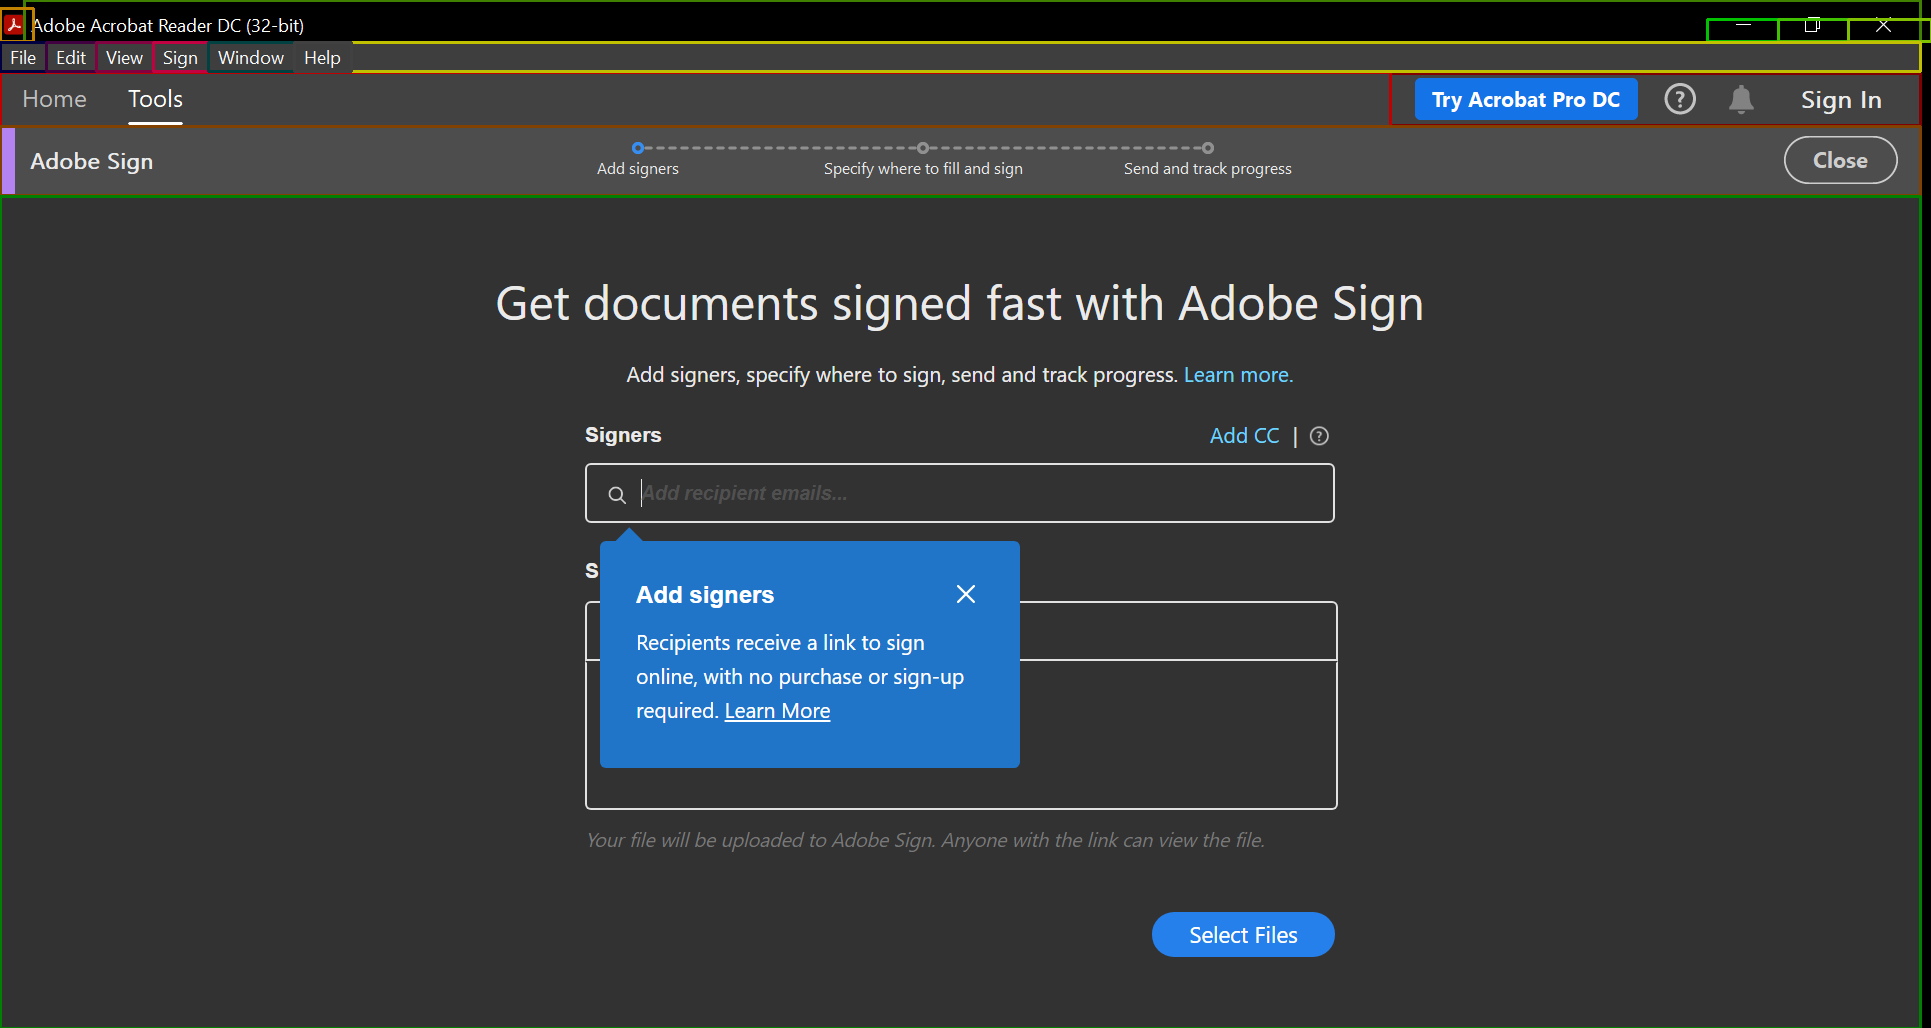 Adobe Acrobat Reader DC (32-bit)
File Edit View Sign Window Help
Home Tools Try Acrobat Pro DC Sign In
Adobe Sign Add signers Specify where to fill and sign Send and track progress Close
Get documents signed fast with Adobe Sign
Add signers, specify where to sign, send and track progress. Learn more.
Signers Add CC |
Add recipient emails...
S
Add signers
Recipients receive a link to sign
online, with no purchase or sign-up
required. Learn More
Your file will be uploaded to Adobe Sign. Anyone with the link can view the file.
Select Files